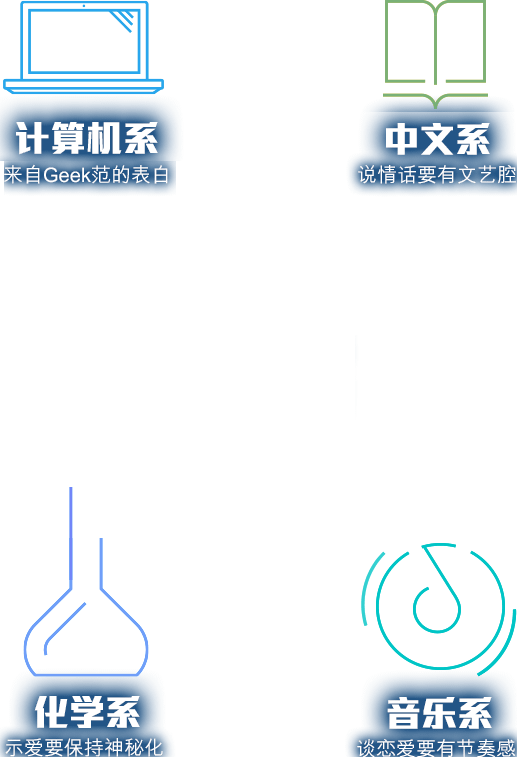 计算机系
来自Geek范的表白
中文系
说情话要有文艺腔
化学系
示爱要保持神秘化
音乐系
谈恋爱要有节奏感